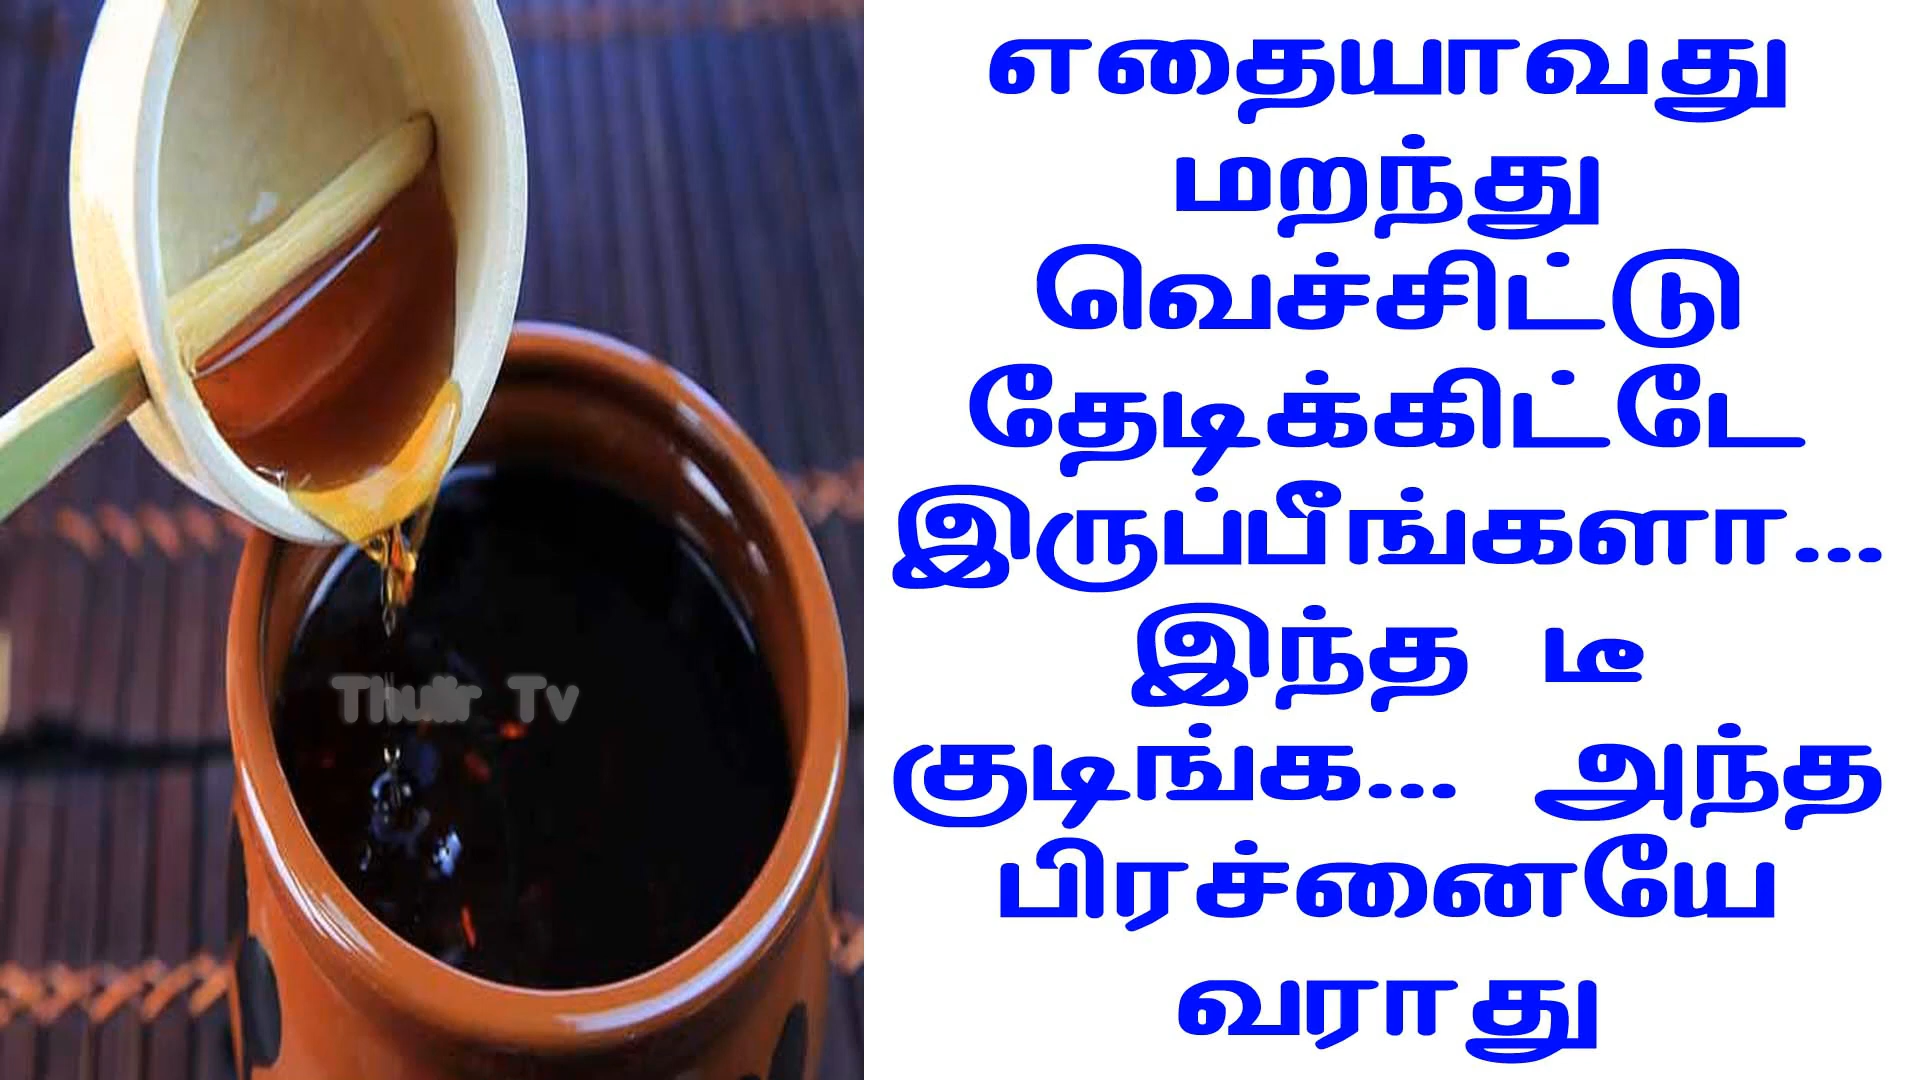 எதையாவது
மறந்து
வெச்சிட்டு
தேடிக்கிட்டே
இருப்பீங்களா...
இந்த டீ
குடிங்க... அந்த
பிரச்னையே
வராது
Thulir Tv